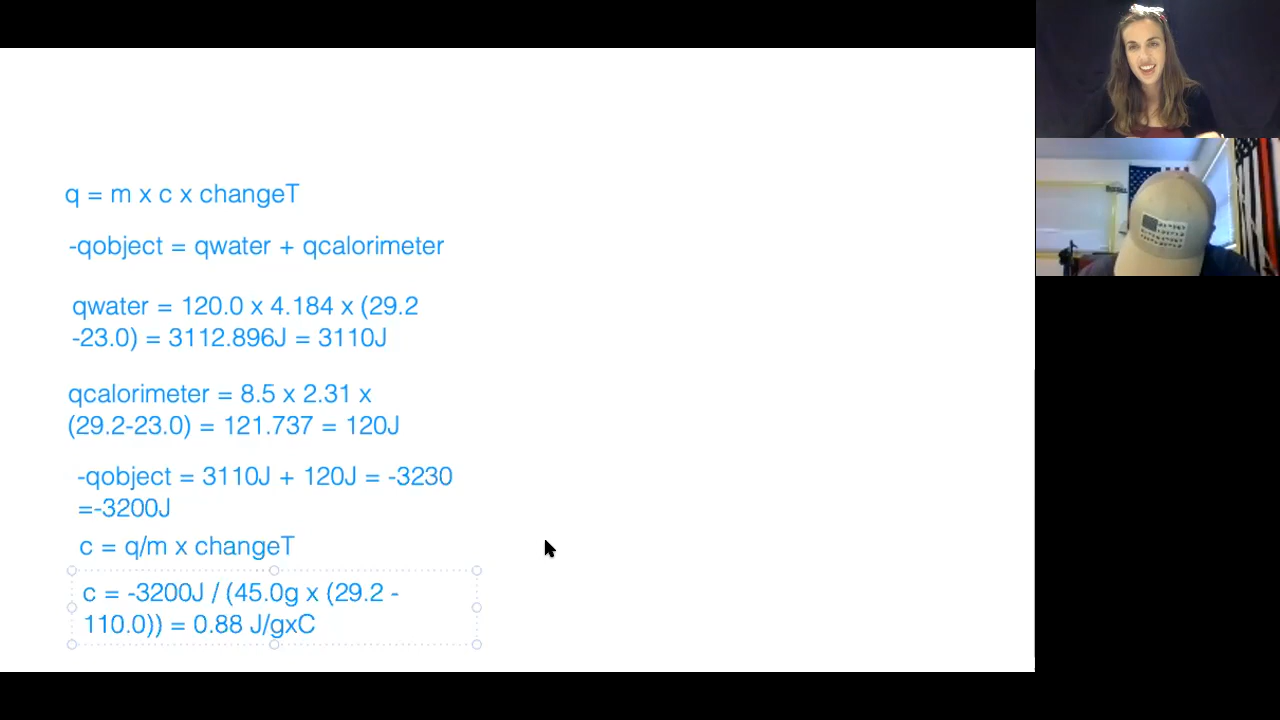 q = m x c x changeT
-qobject = qwater + qcalorimeter
qwater = 120.0 x 4.184 x (29.2
-23.0) = 3112.896J = 3110J
qcalorimeter = 8.5 x 2.31 x
(29.2-23.0) = 121.737 = 120J
-qobject = 3110J + 120J = -3230
=-3200J
c = q/m x changeT
c = -3200J / (45.0g x (29.2 -
110.0)) = 0.88 J/gxC